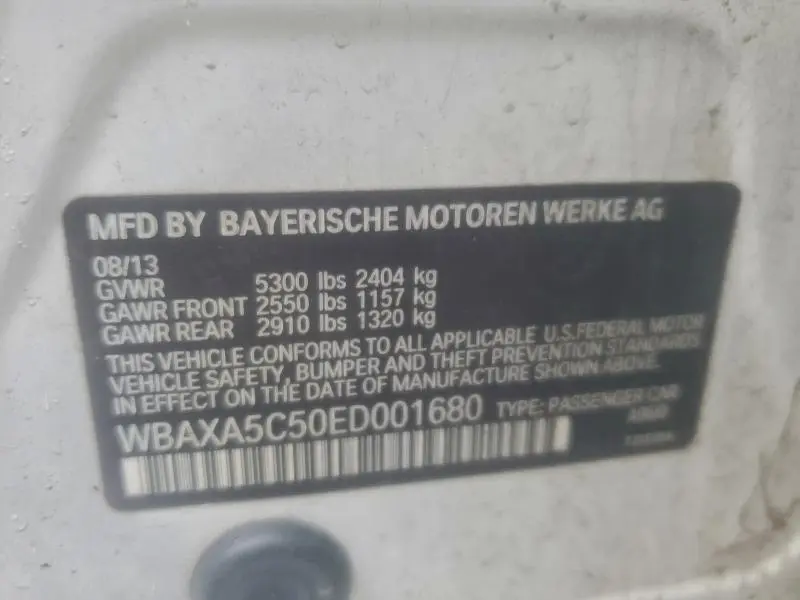 MFD BY BAYERISCHE MOTOREN WERKE AG
08/13
GVWR 5300 lbs 2404 kg
GAWR FRONT 2550 lbs 1157 kg
GAWR REAR 2910 lbs 1320 kg
THIS VEHICLE CONFORMS TO ALL APPLICABLE U.S. FEDERAL MOTOR
VEHICLE SAFETY, BUMPER AND THEFT PREVENTION STANDARDS
IN EFFECT ON THE DATE OF MANUFACTURE SHOWN ABOVE.
WBAXA5C50ED001680 TYPE: PASSENGER CAR